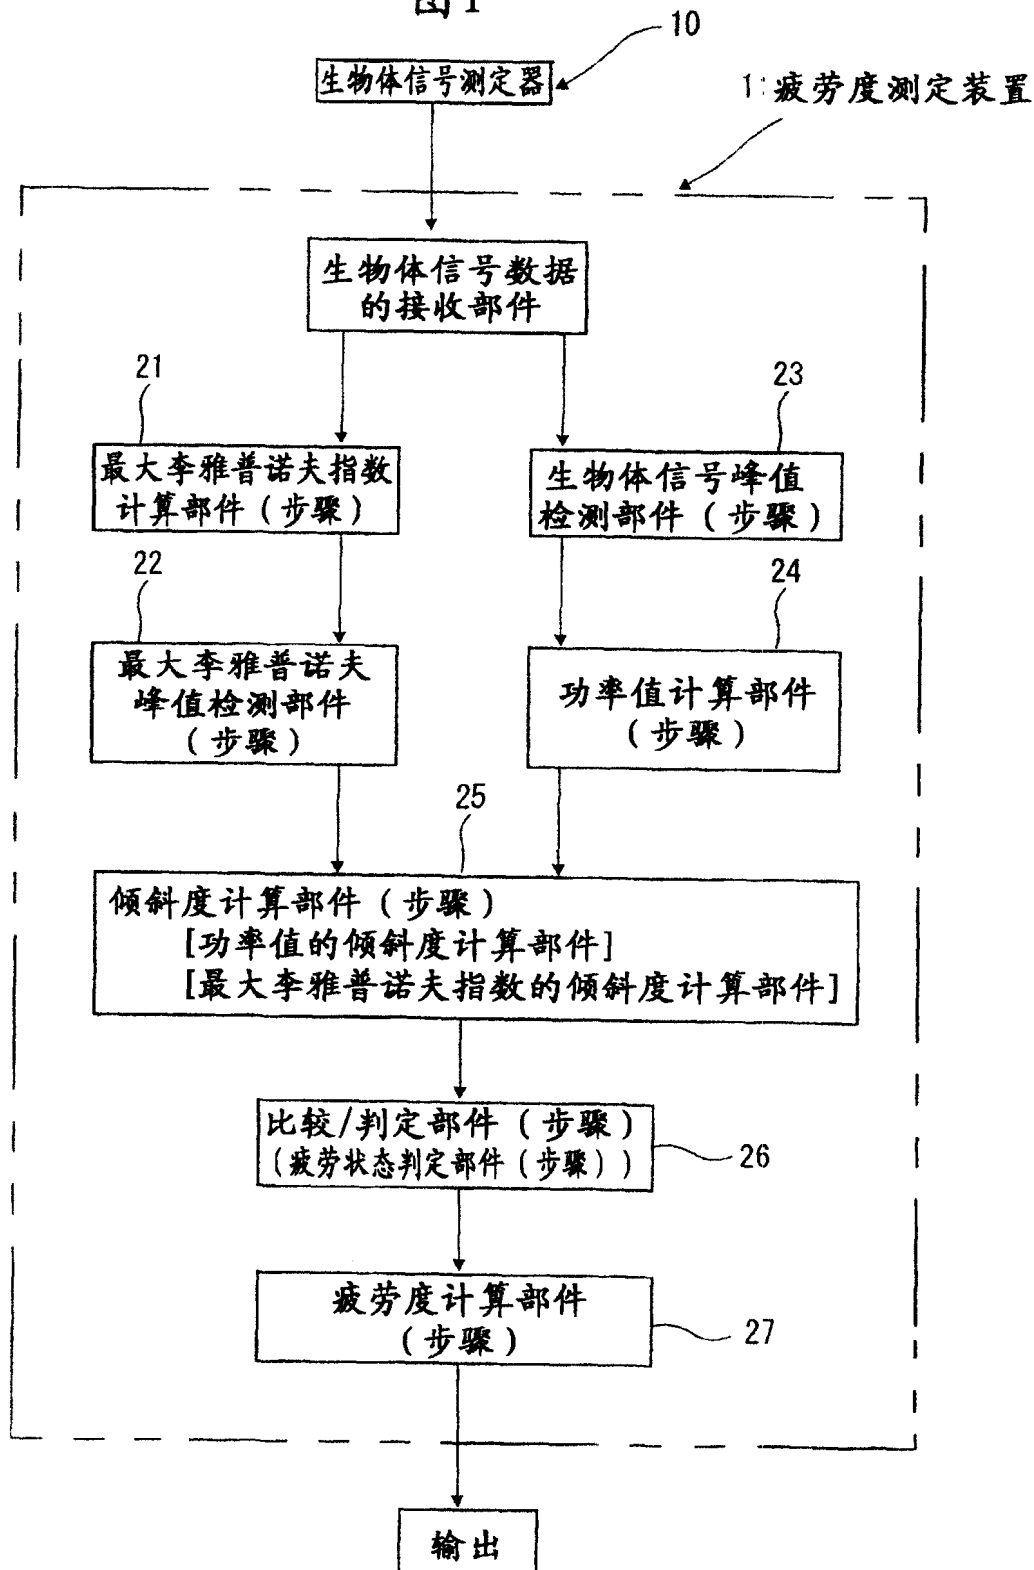 图1
10
生物体信号测定器
1:疲劳度测定装置
生物体信号数据
的接收部件
21
23
最大李雅普诺夫指数
计算部件(步骤)
生物体信号峰值
检测部件(步骤)
22
24
最大李雅普诺夫
峰值检测部件
(步骤)
功率值计算部件
(步骤)
25
倾斜度计算部件(步骤)
[功率值的倾斜度计算部件]
[最大李雅普诺夫指数的倾斜度计算部件]
比较/判定部件(步骤)
(疲劳状态判定部件(步骤))
26
疲劳度计算部件
(步骤)
27
输出